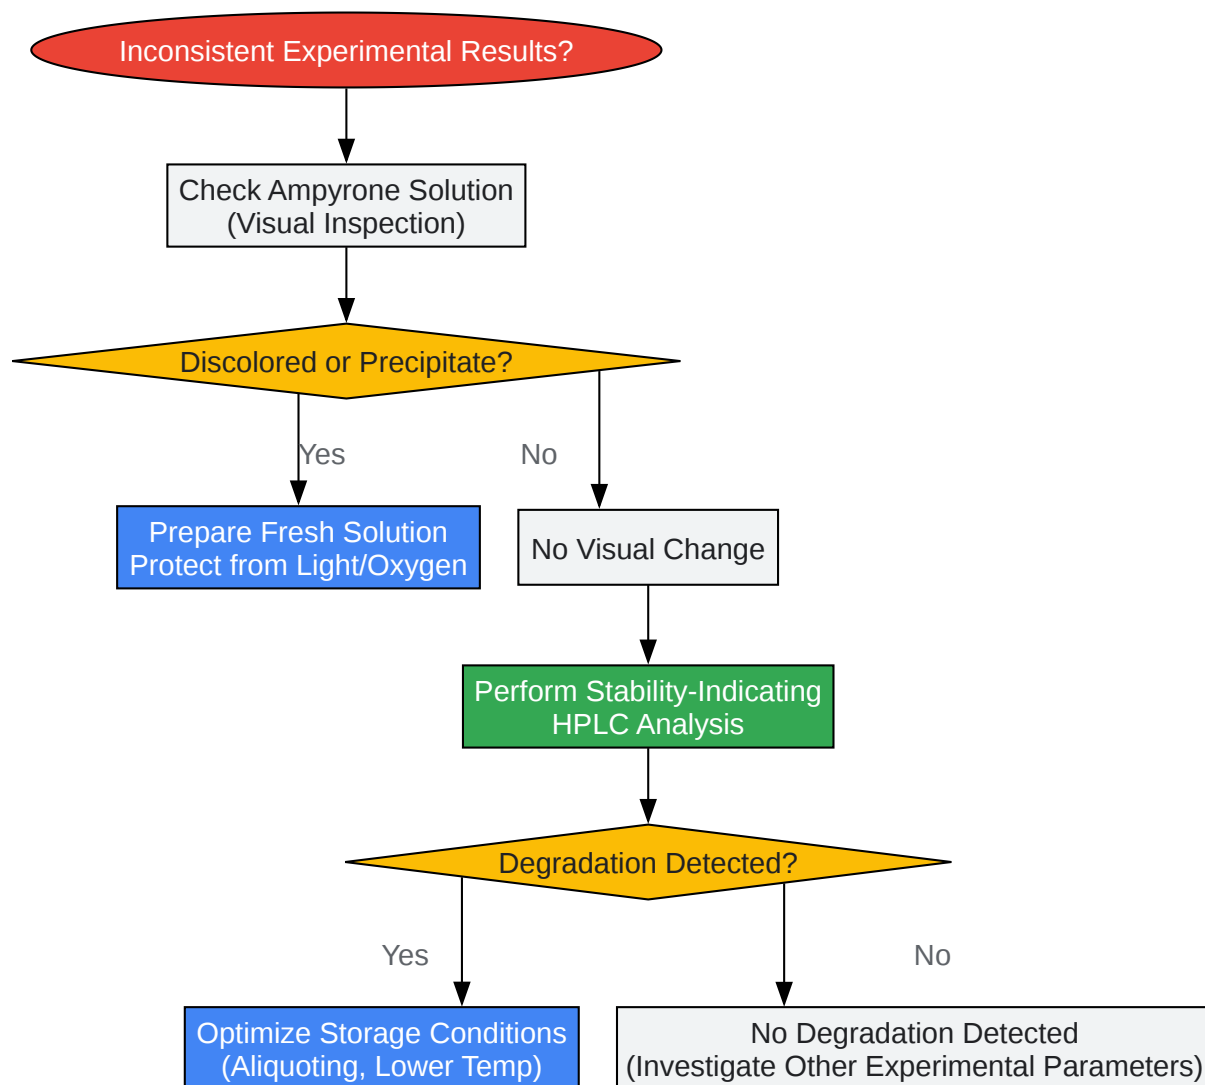 Inconsistent Experimental Results?
Check Ampyrone Solution
(Visual Inspection)
Discolored or Precipitate?
Yes
No
Prepare Fresh Solution
Protect from Light/Oxygen
No Visual Change
Perform Stability-Indicating
HPLC Analysis
Degradation Detected?
Yes
No
Optimize Storage Conditions
(Aliquoting, Lower Temp)
No Degradation Detected
(Investigate Other Experimental Parameters)